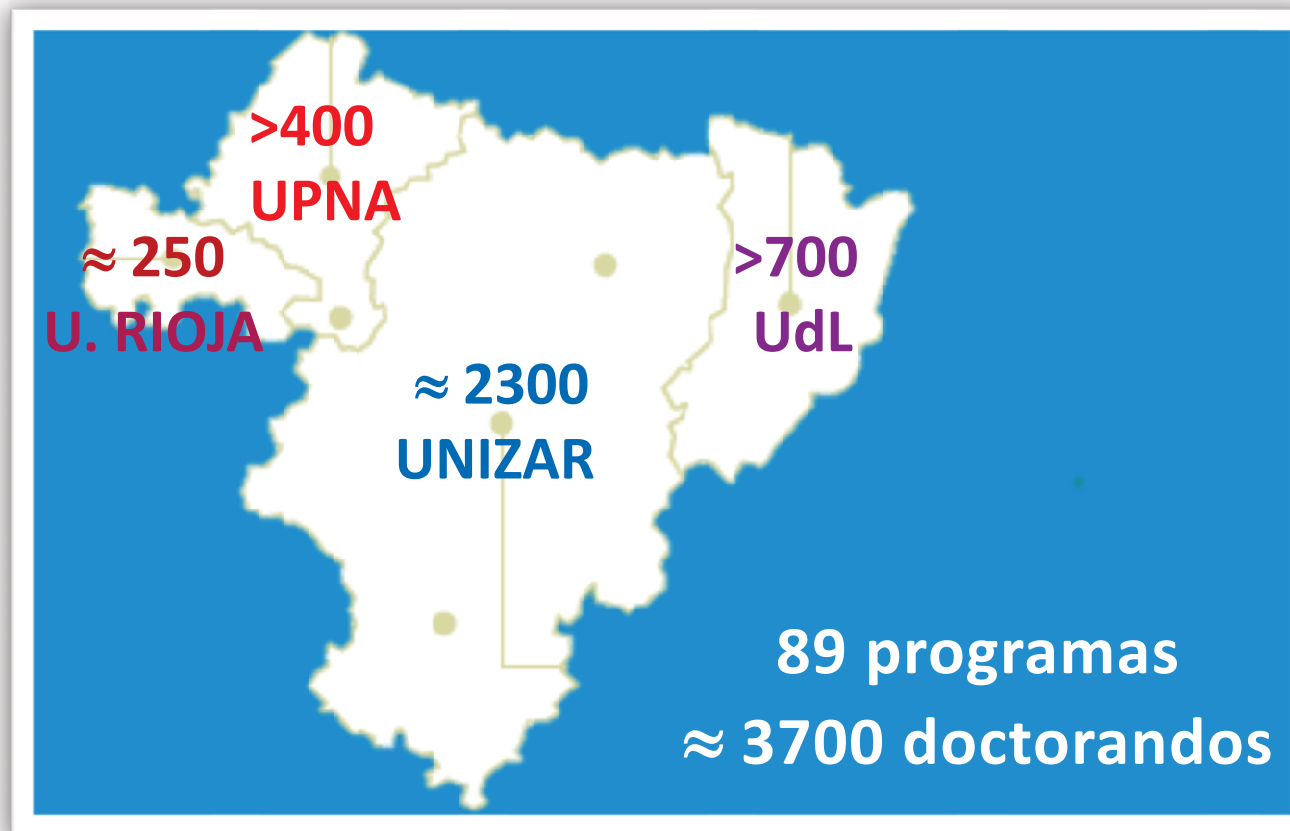 >400
UPNA
≈ 250
U. RIOJA
>700
UdL
≈ 2300
UNIZAR
89 programas
≈ 3700 doctorandos